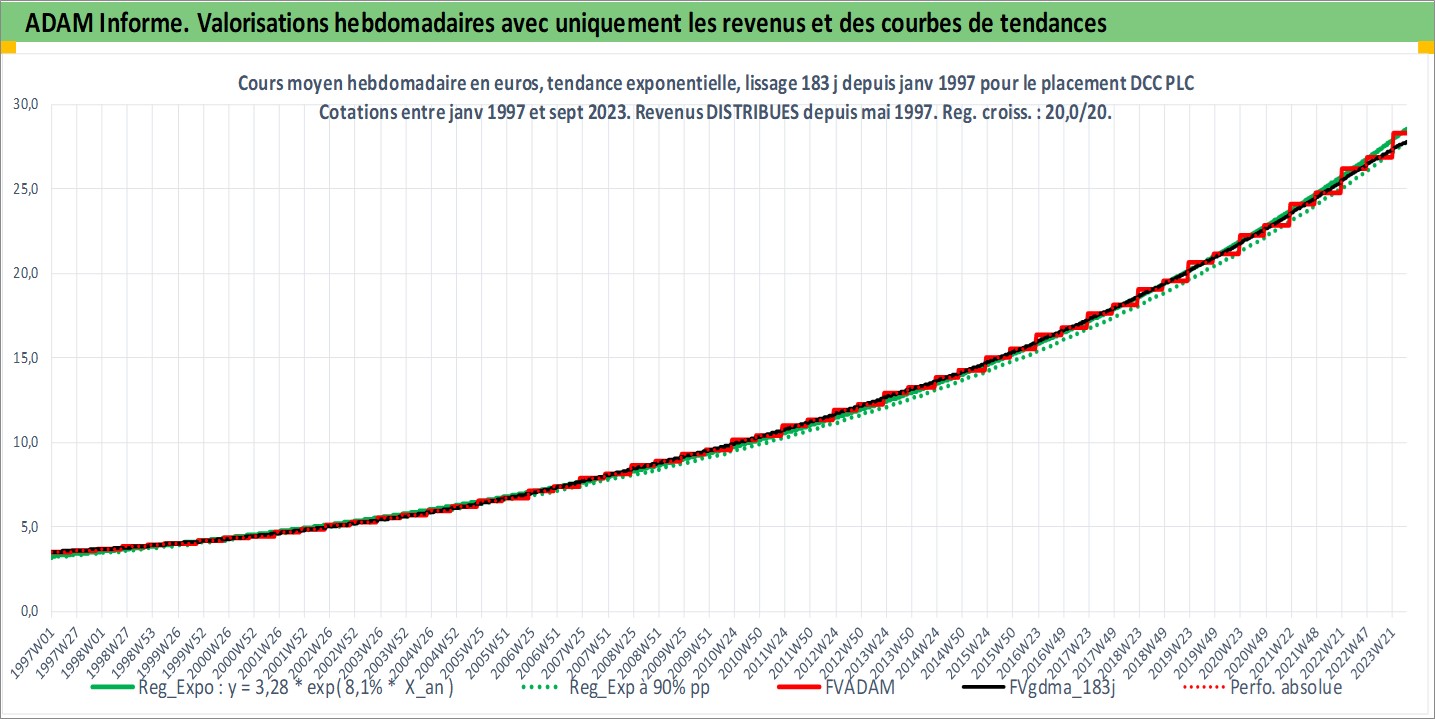 ADAM Informe. Valorisations hebdomadaires avec uniquement les revenus et des courbes de tendances
Cours moyen hebdomadaire en euros, tendance exponentielle, lissage 183 j depuis janv 1997 pour le placement DCC PLC
Cotations entre janv 1997 et sept 2023. Revenus DISTRIBUES depuis mai 1997. Reg. croiss. : 20,0/20.
30,0
25,0
20,0
15,0
10,0
5,0
0,0
1997W01 1997W27 1998W01 1998W27 1998W53 1999W26 1999W52 2000W26 2000W52 2001W26 2001W52 2002W26 2002W52 2003W26 2003W52 2004W26 2004W52 2005W25 2005W51 2006W25 2006W51 2007W25 2007W51 2008W25 2008W51 2009W25 2009W51 2010W24 2010W50 2011W24 2011W50 2012W24 2012W50 2013W24 2013W50 2014W24 2014W50 2015W24 2015W50 2016W23 2016W49 2017W23 2017W49 2018W23 2018W49 2019W23 2019W49 2020W23 2020W49 2021W22 2021W48 2022W21 2022W47 2023W21
Reg_Expo : y = 3,28 * exp( 8,1% * X_an ) Reg_Exp à 90% pp FVADAM FVgdma_183j Perfo. absolue